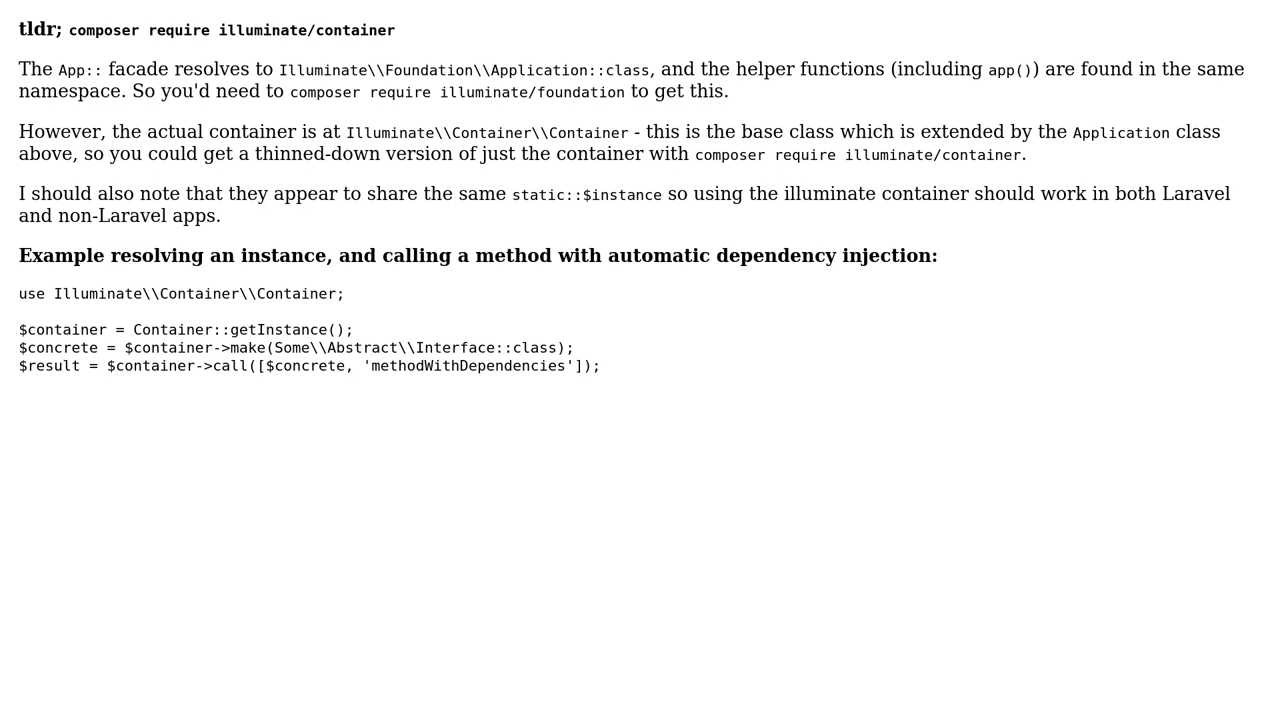 tldr; composer require illuminate/container
The App:: facade resolves to Illuminate\\Foundation\\Application::class, and the helper functions (including app()) are found in the same
namespace. So you'd need to composer require illuminate/foundation to get this.
However, the actual container is at Illuminate\\Container\\Container - this is the base class which is extended by the Application class
above, so you could get a thinned-down version of just the container with composer require illuminate/container.
I should also note that they appear to share the same static::$instance so using the illuminate container should work in both Laravel
and non-Laravel apps.
Example resolving an instance, and calling a method with automatic dependency injection:
use Illuminate\\Container\\Container;
$container = Container::getInstance();
$concrete = $container->make(Some\\Abstract\\Interface::class);
$result = $container->call([$concrete, 'methodWithDependencies']);